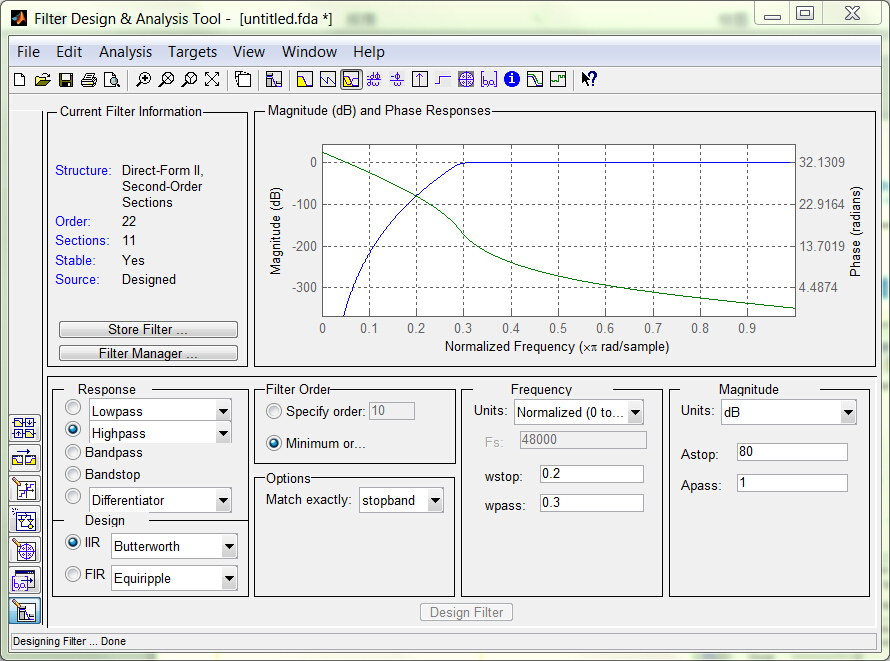 Filter Design & Analysis Tool - [untitled.fda *]
File Edit Analysis Targets View Window Help
Current Filter Information
Structure: Direct-Form II,
Second-Order
Sections
Order: 22
Sections: 11
Stable: Yes
Source: Designed
Store Filter ...
Filter Manager ...
Magnitude (dB) and Phase Responses
Magnitude (dB)
0
-100
-200
-300
32.1309
22.9164
13.7019
4.4874
Phase (radians)
0 0.1 0.2 0.3 0.4 0.5 0.6 0.7 0.8 0.9
Normalized Frequency (×π rad/sample)
Response
Lowpass
Highpass
Bandpass
Bandstop
Differentiator
Design
IIR Butterworth
FIR Equiripple
Filter Order
Specify order: 10
Minimum or...
Options
Match exactly: stopband
Frequency
Units: Normalized (0 to...
Fs: 48000
wstop: 0.2
wpass: 0.3
Magnitude
Units: dB
Astop: 80
Apass: 1
Design Filter
Designing Filter ... Done